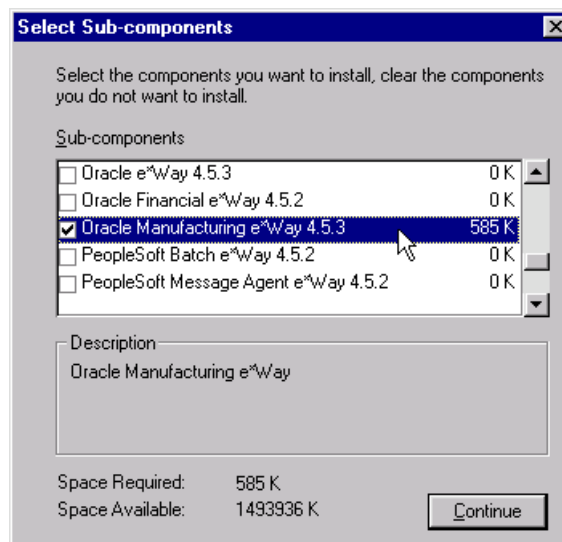 Select Sub-components
Select the components you want to install, clear the components
you do not want to install.
Sub-components
Oracle e*Way 4.5.3 0 K
Oracle Financial e*Way 4.5.2 0 K
Oracle Manufacturing e*Way 4.5.3 585 K
PeopleSoft Batch e*Way 4.5.2 0 K
PeopleSoft Message Agent e*Way 4.5.2 0 K
Description
Oracle Manufacturing e*Way
Space Required: 585 K
Space Available: 1493936 K
Continue